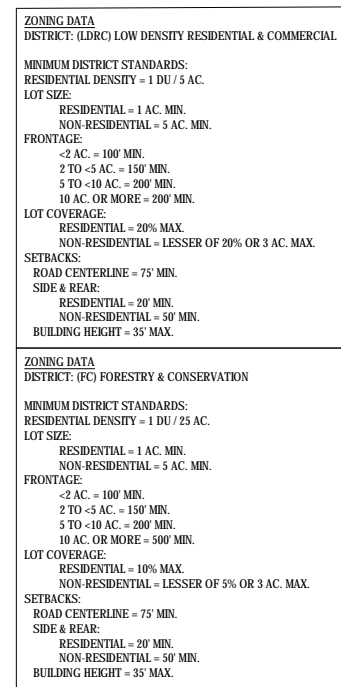 ZONING DATA
DISTRICT: (LDRC) LOW DENSITY RESIDENTIAL & COMMERCIAL
MINIMUM DISTRICT STANDARDS:
RESIDENTIAL DENSITY = 1 DU / 5 AC.
LOT SIZE:
RESIDENTIAL = 1 AC. MIN.
NON-RESIDENTIAL = 5 AC. MIN.
FRONTAGE:
<2 AC. = 100' MIN.
2 TO <5 AC. = 150' MIN.
5 TO <10 AC. = 200' MIN.
10 AC. OR MORE = 200' MIN.
LOT COVERAGE:
RESIDENTIAL = 20% MAX.
NON-RESIDENTIAL = LESSER OF 20% OR 3 AC. MAX.
SETBACKS:
ROAD CENTERLINE = 75' MIN.
SIDE & REAR:
RESIDENTIAL = 20' MIN.
NON-RESIDENTIAL = 50' MIN.
BUILDING HEIGHT = 35' MAX.
ZONING DATA
DISTRICT: (FC) FORESTRY & CONSERVATION
MINIMUM DISTRICT STANDARDS:
RESIDENTIAL DENSITY = 1 DU / 25 AC.
LOT SIZE:
RESIDENTIAL = 1 AC. MIN.
NON-RESIDENTIAL = 5 AC. MIN.
FRONTAGE:
<2 AC. = 100' MIN.
2 TO <5 AC. = 150' MIN.
5 TO <10 AC. = 200' MIN.
10 AC. OR MORE = 500' MIN.
LOT COVERAGE:
RESIDENTIAL = 10% MAX.
NON-RESIDENTIAL = LESSER OF 5% OR 3 AC. MAX.
SETBACKS:
ROAD CENTERLINE = 75' MIN.
SIDE & REAR:
RESIDENTIAL = 20' MIN.
NON-RESIDENTIAL = 50' MIN.
BUILDING HEIGHT = 35' MAX.